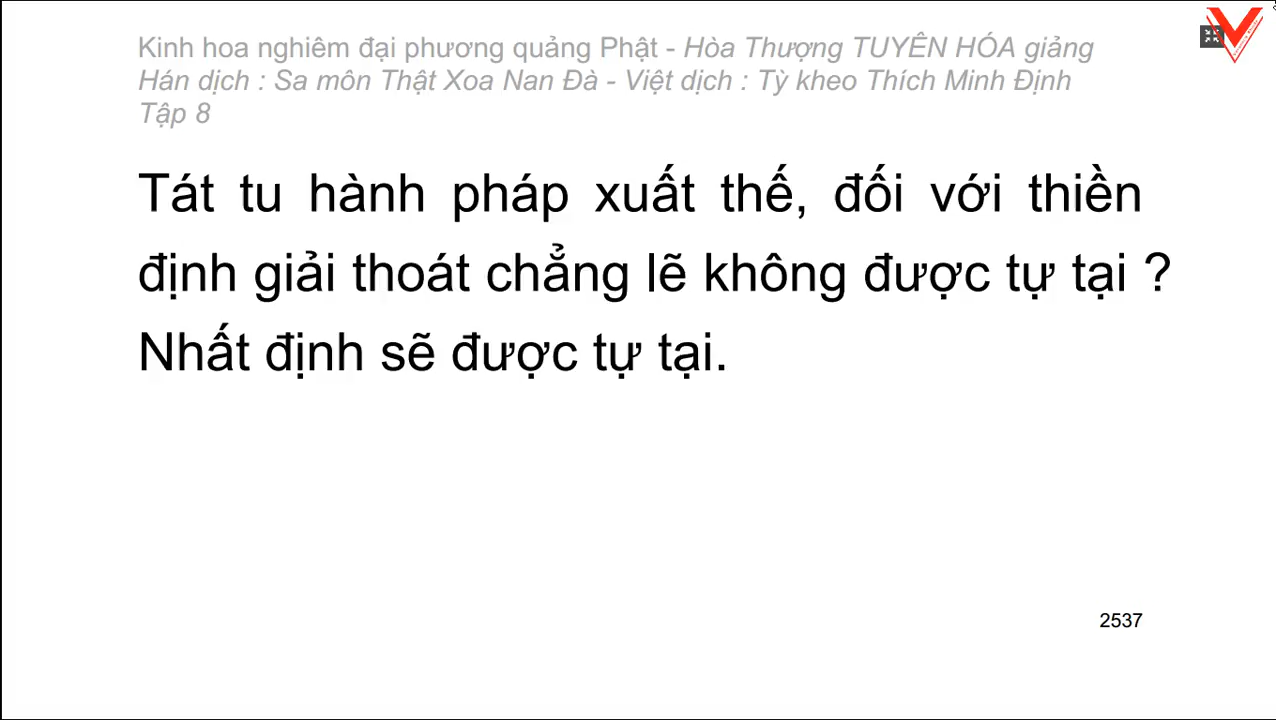 Kinh hoa nghiêm đại phương quảng Phật - Hòa Thượng TUYÊN HÓA giảng
Hán dịch : Sa môn Thật Xoa Nan Đà - Việt dịch : Tỳ kheo Thích Minh Định
Tập 8
Tát tu hành pháp xuất thế, đối với thiền
định giải thoát chẳng lẽ không được tự tại ?
Nhất định sẽ được tự tại.
2537